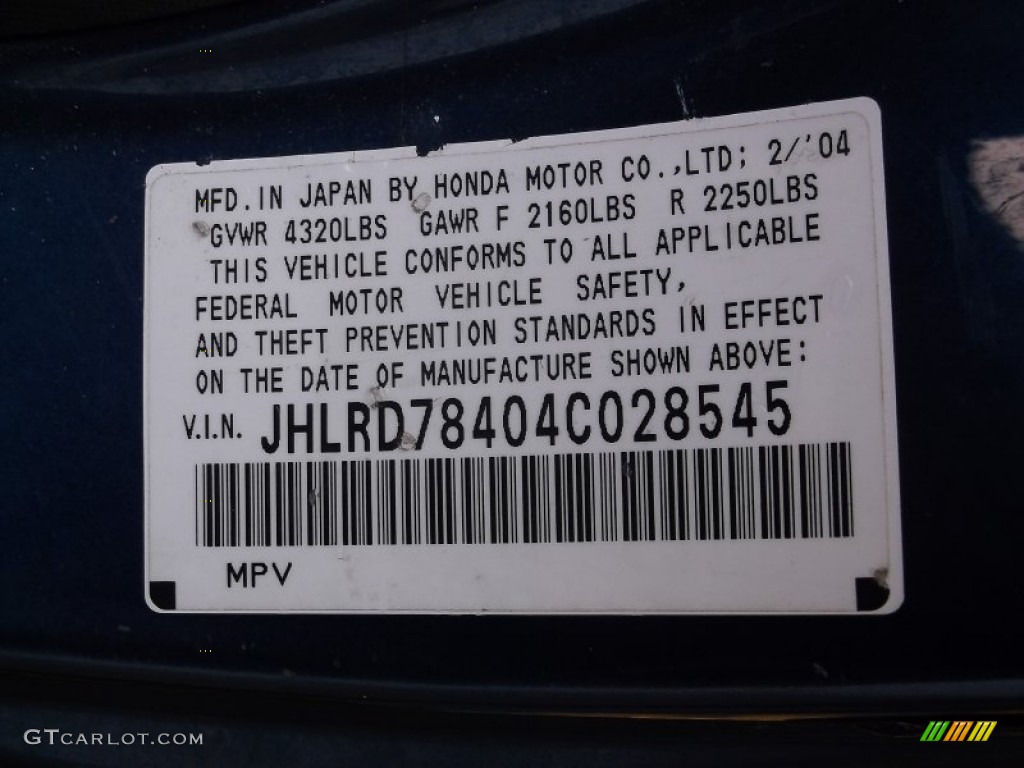 MFD. IN JAPAN BY HONDA MOTOR CO.,LTD; 2/'04
GVWR 4320LBS GAWR F 2160LBS R 2250LBS
THIS VEHICLE CONFORMS TO ALL APPLICABLE
FEDERAL MOTOR VEHICLE SAFETY,
AND THEFT PREVENTION STANDARDS IN EFFECT
ON THE DATE OF MANUFACTURE SHOWN ABOVE:
V.I.N. JHLRD78404C028545
MPV
GTCARLOT.COM